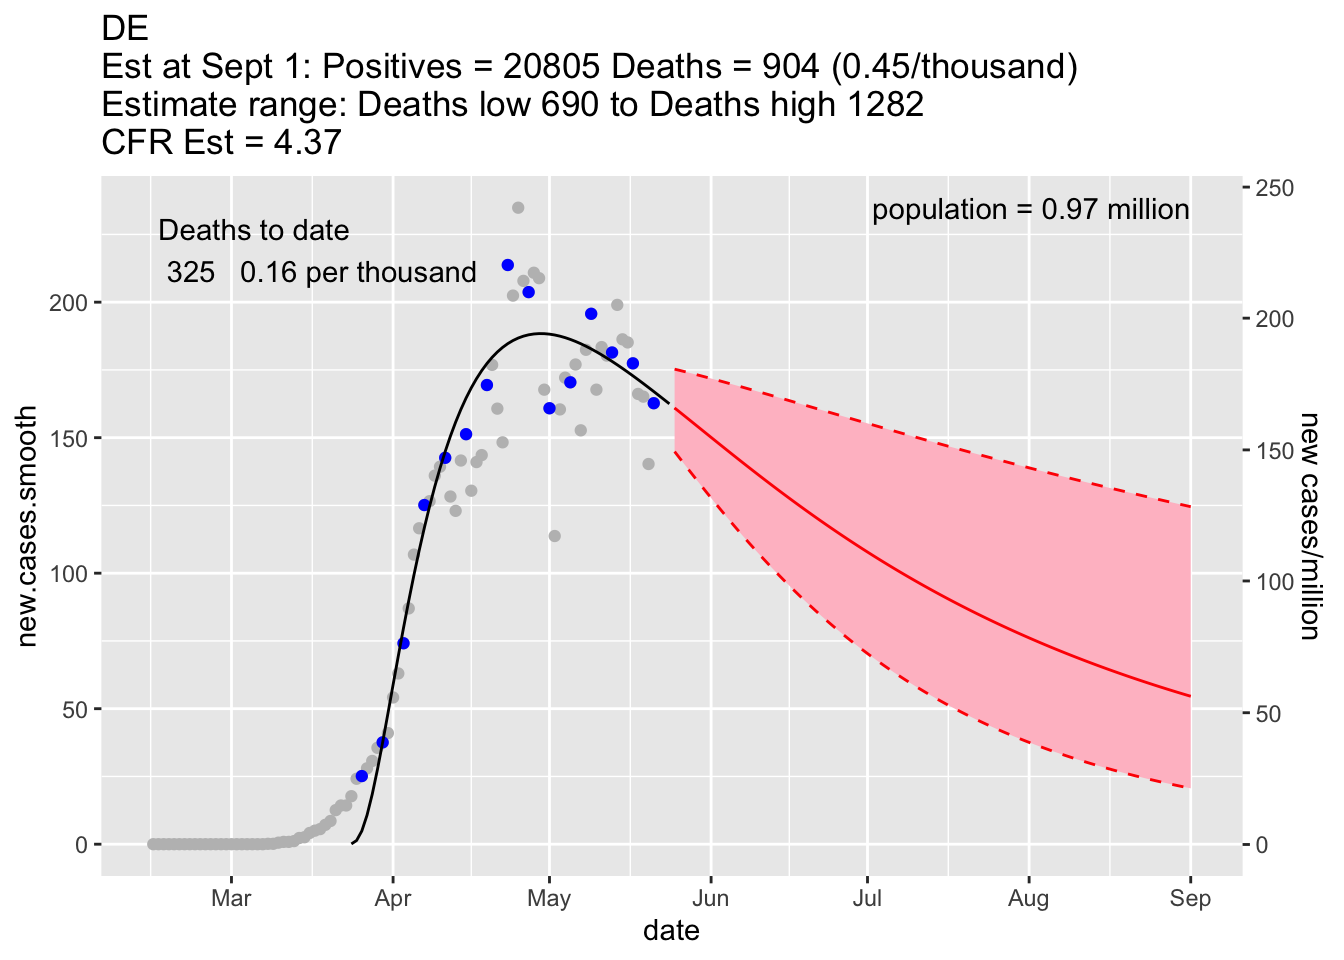 DE
Est at Sept 1: Positives = 20805 Deaths = 904 (0.45/thousand)
Estimate range: Deaths low 690 to Deaths high 1282
CFR Est = 4.37
Deaths to date
325 0.16 per thousand
population = 0.97 million
new.cases.smooth
200
150
100
50
0
250
200
150
100
50
0
new cases/million
Mar Apr May Jun Jul Aug Sep
date